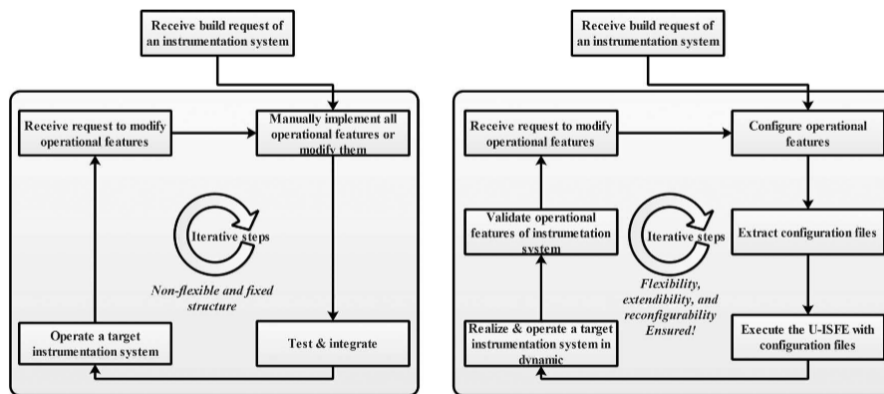 Receive build request of
an instrumentation system
Receive request to modify
operational features
Manually implement all
operational features or
modify them
Iterative steps
Non-flexible and fixed
structure
Operate a target
instrumentation system
Test & integrate
Receive build request of
an instrumentation system
Receive request to modify
operational features
Configure operational
features
Validate operational
features of instrumetation
system
Iterative steps
Extract configuration files
Flexibility,
extendibility, and
reconfigurability
Ensured!
Realize & operate a target
instrumentation system in
dynamic
Execute the U-ISFE with
configuration files